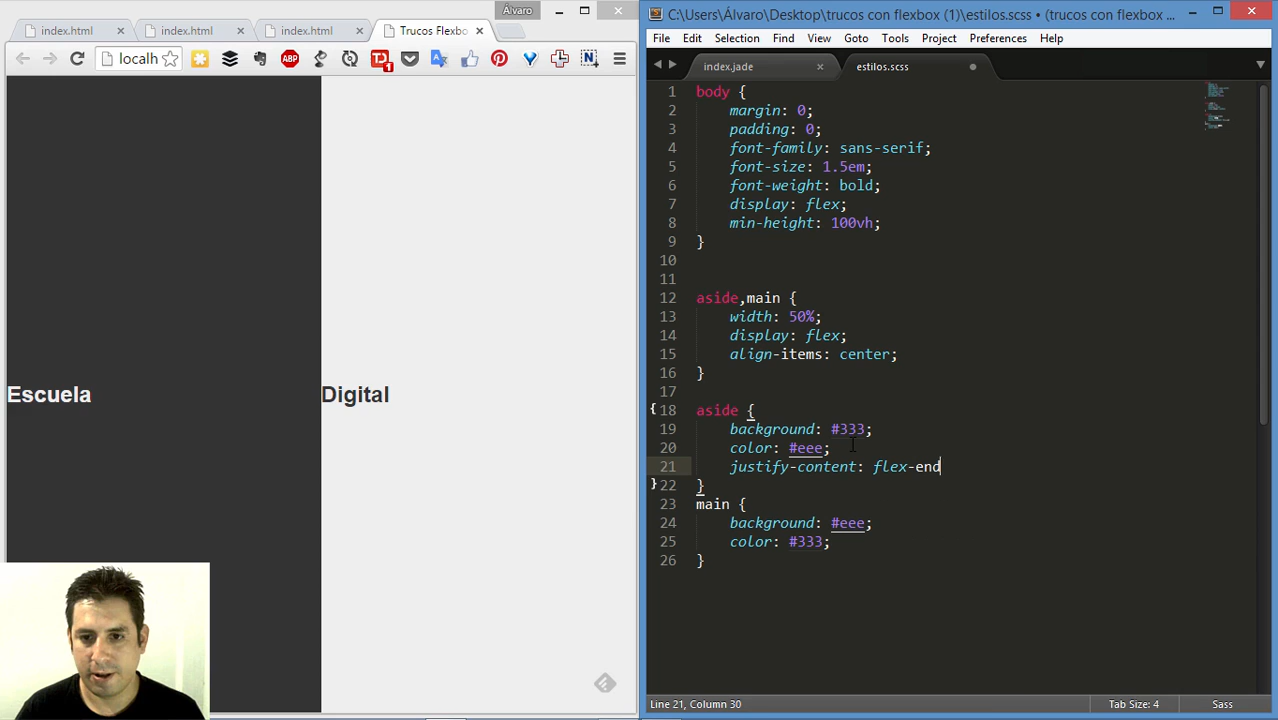 Álvaro
index.html
index.html
index.html
Trucos Flexbo
localh
ABP
1
N
Escuela
Digital
C:\Users\Álvaro\Desktop\trucos con flexbox (1)\estilos.scss • (trucos con flexbox ...
File Edit Selection Find View Goto Tools Project Preferences Help
index.jade
estilos.scss
1 body {
2 margin: 0;
3 padding: 0;
4 font-family: sans-serif;
5 font-size: 1.5em;
6 font-weight: bold;
7 display: flex;
8 min-height: 100vh;
9 }
10
11
12 aside,main {
13 width: 50%;
14 display: flex;
15 align-items: center;
16 }
17
18 aside {
19 background: #333;
20 color: #eee;
21 justify-content: flex-end
22 }
23 main {
24 background: #eee;
25 color: #333;
26 }
Line 21, Column 30
Tab Size: 4
Sass